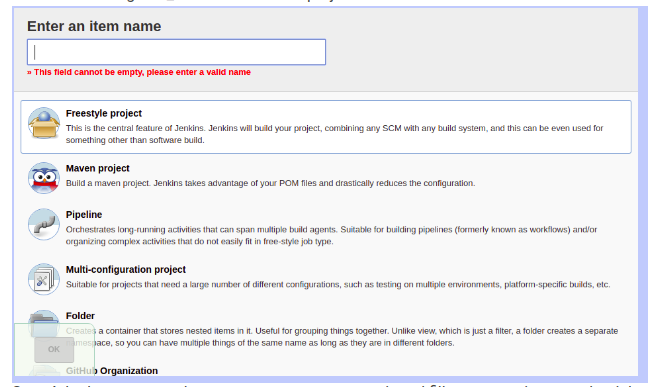 Enter an item name
» This field cannot be empty, please enter a valid name
Freestyle project
This is the central feature of Jenkins. Jenkins will build your project, combining any SCM with any build system, and this can be even used for
something other than software build.
Maven project
Build a maven project. Jenkins takes advantage of your POM files and drastically reduces the configuration.
Pipeline
Orchestrates long-running activities that can span multiple build agents. Suitable for building pipelines (formerly known as workflows) and/or
organizing complex activities that do not easily fit in free-style job type.
Multi-configuration project
Suitable for projects that need a large number of different configurations, such as testing on multiple environments, platform-specific builds, etc.
Folder
Creates a container that stores nested items in it. Useful for grouping things together. Unlike view, which is just a filter, a folder creates a separate
namespace, so you can have multiple things of the same name as long as they are in different folders.
OK
GitHub Organization